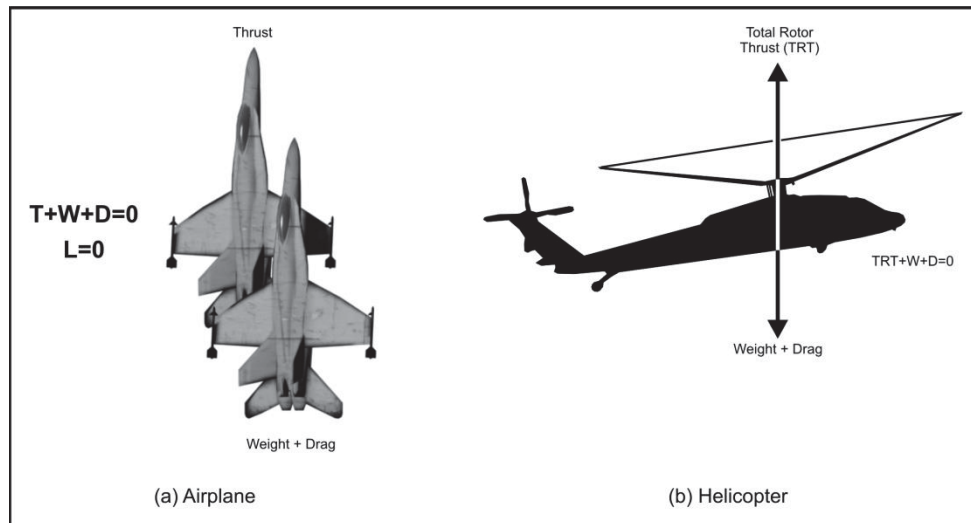 Thrust
T+W+D=0
L=0
Weight + Drag
(a) Airplane
Total Rotor
Thrust (TRT)
TRT+W+D=0
Weight + Drag
(b) Helicopter